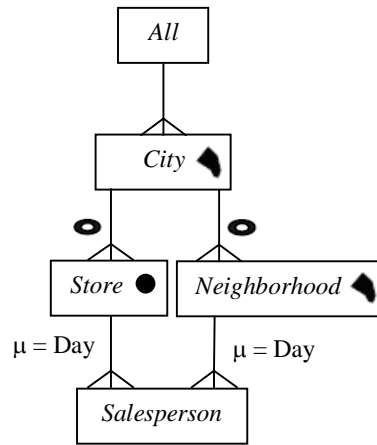 All
City
Store
Neighborhood
μ = Day
μ = Day
Salesperson